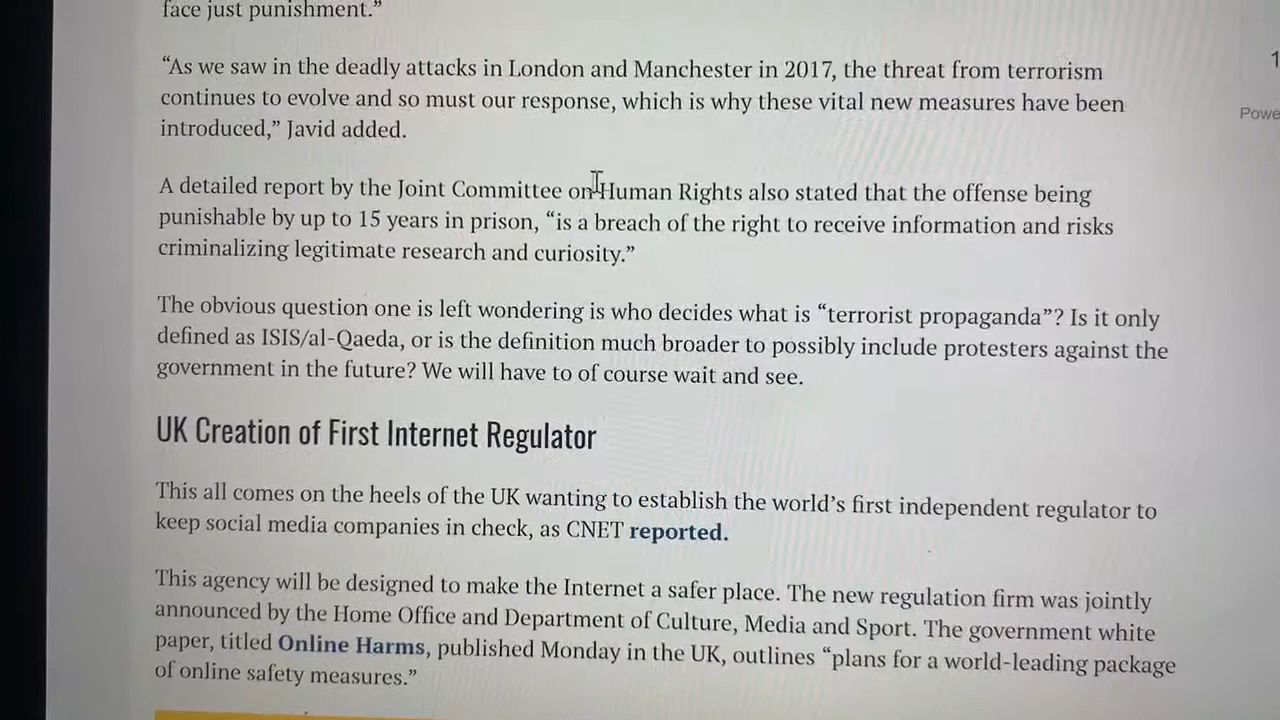 face just punishment.”
“As we saw in the deadly attacks in London and Manchester in 2017, the threat from terrorism
continues to evolve and so must our response, which is why these vital new measures have been
introduced,” Javid added.
A detailed report by the Joint Committee on Human Rights also stated that the offense being
punishable by up to 15 years in prison, “is a breach of the right to receive information and risks
criminalizing legitimate research and curiosity.”
The obvious question one is left wondering is who decides what is “terrorist propaganda”? Is it only
defined as ISIS/al-Qaeda, or is the definition much broader to possibly include protesters against the
government in the future? We will have to of course wait and see.
UK Creation of First Internet Regulator
This all comes on the heels of the UK wanting to establish the world’s first independent regulator to
keep social media companies in check, as CNET reported.
This agency will be designed to make the Internet a safer place. The new regulation firm was jointly
announced by the Home Office and Department of Culture, Media and Sport. The government white
paper, titled Online Harms, published Monday in the UK, outlines “plans for a world-leading package
of online safety measures.”
1
Powe